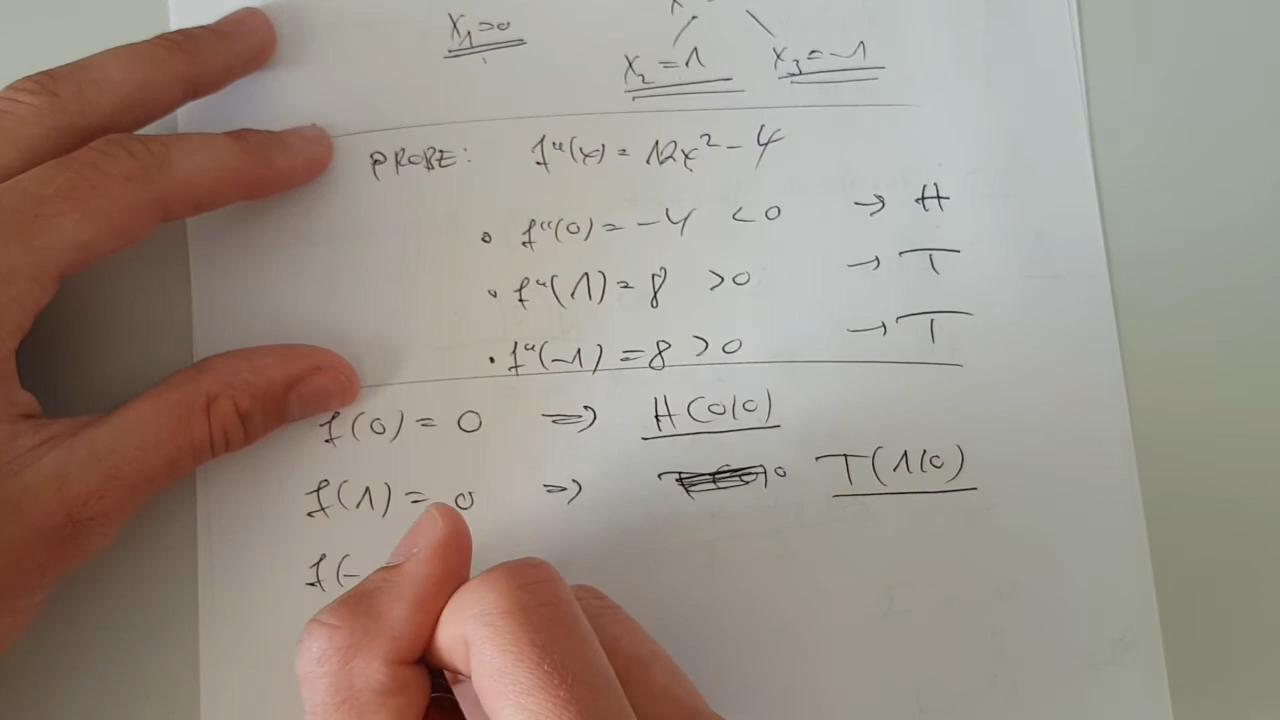 x₁=0
x₂=1 x₃=-1
PROBE: f"(x)=12x²-4
• f"(0)=-4 <0 → H
• f"(1)=8 >0 → T
• f"(-1)=8 >0 → T
f(0)=0 ⇒ H(0|0)
f(1)=0 ⇒ T(1|0)
f(-